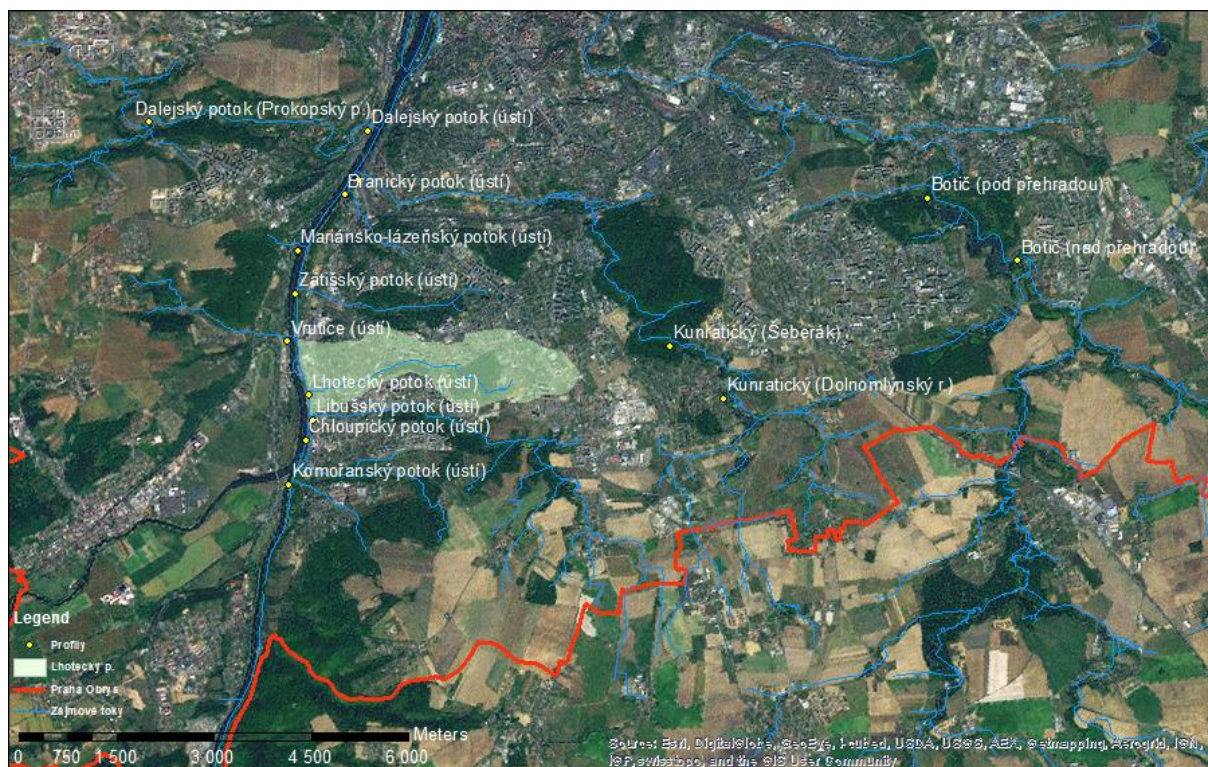 Dalejský potok (Prokopský p.)
Dalejský potok (ústí)
Branický potok (ústí)
Botič (pod přehradou)
Mariánsko-lázeňský potok (ústí)
Botič (nad přehradou)
Zátišský potok (ústí)
Vrutice (ústí)
Kunratický (Šeberák)
Lhotecký potok (ústí)
Kunratický (Dolnomlýnský r.)
Libušský potok (ústí)
Chloupický potok (ústí)
Komořanský potok (ústí)
Legend
Profily
Lhotecký p.
Praha Obrys
Zájmové toky
Meters
0 750 1 500 3 000 4 500 6 000
Source: Esri, DigitalGlobe, GeoEye, i-cubed, USDA, USGS, AEX, Getmapping, Aerogrid, IGN,
IGP, swisstopo, and the GIS User Community